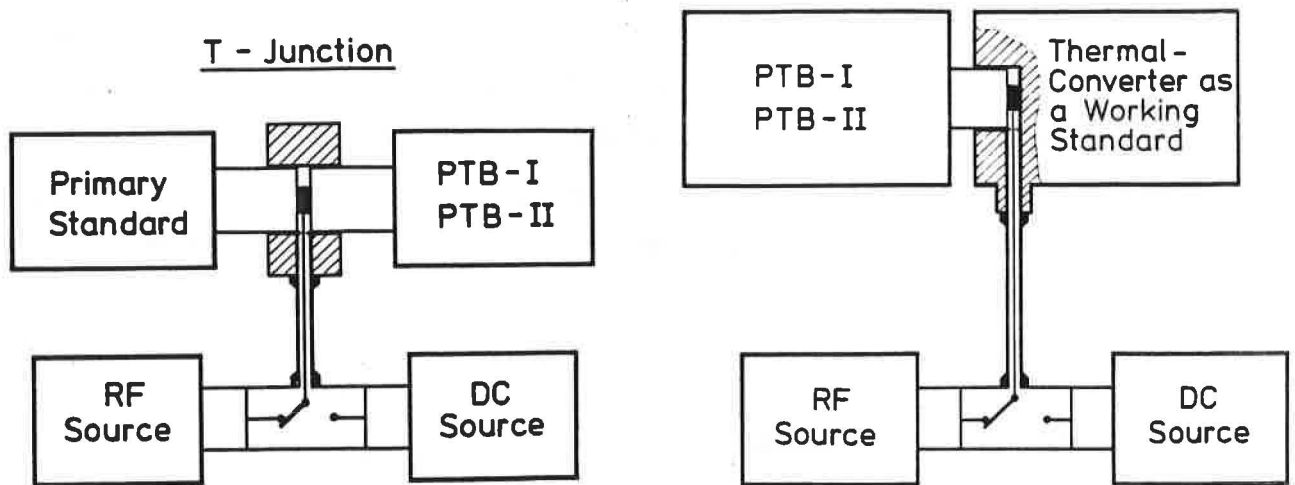 T - Junction
Primary
Standard
PTB-I
PTB-II
RF
Source
DC
Source
PTB-I
PTB-II
Thermal-
Converter as
a Working
Standard
RF
Source
DC
Source